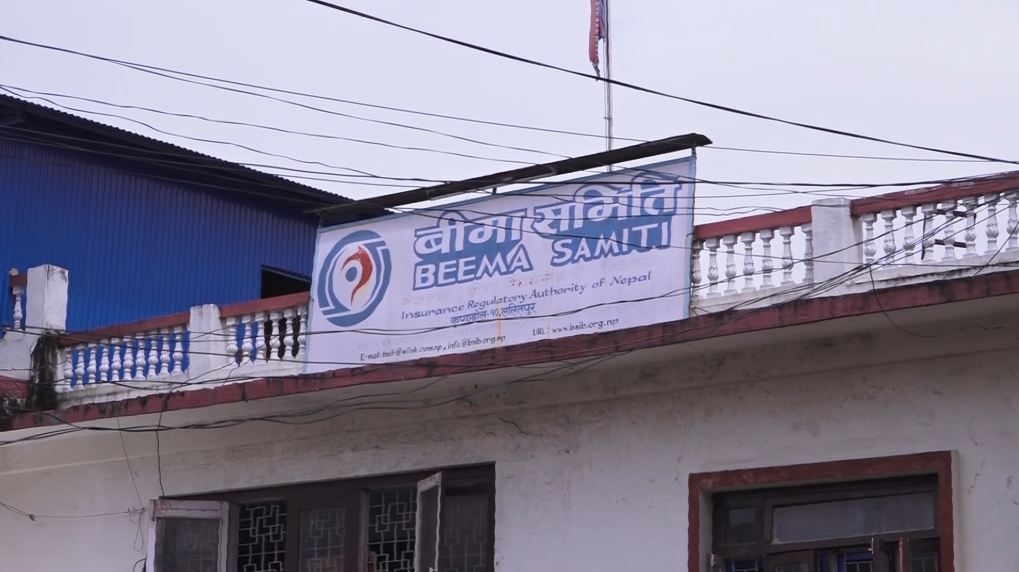 बीमा समिति
BEEMA SAMITI
Insurance Regulatory Authority of Nepal
कुपण्डोल-१०, ललितपुर
URL: www.bsib.org.np
E-mail: bsib@wlink.com.np, info@bsib.org.np